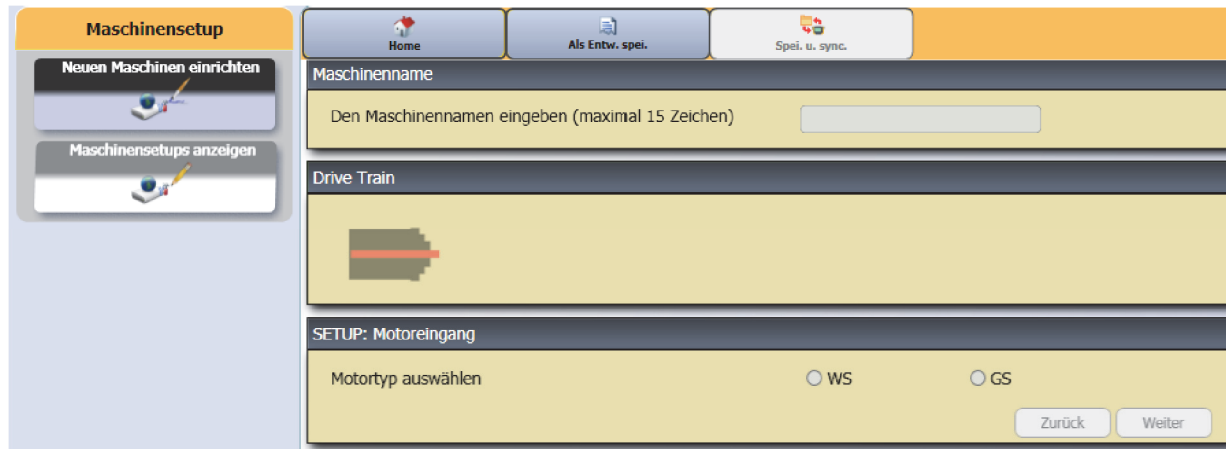 Maschinensetup
Neuen Maschinen einrichten
Maschinensetups anzeigen
Home
Als Entw. spei.
Spei. u. sync.
Maschinenname
Den Maschinennamen eingeben (maximal 15 Zeichen)
Drive Train
SETUP: Motoreingang
Motortyp auswählen
WS
GS
Zurück
Weiter